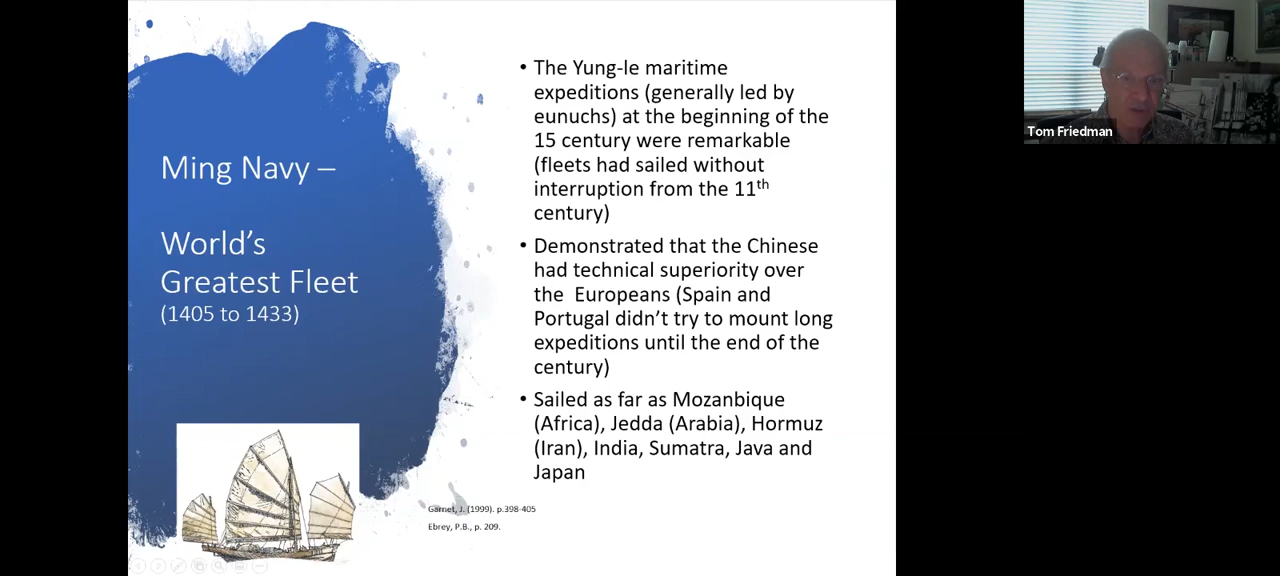 Ming Navy –
World's
Greatest Fleet
(1405 to 1433)
• The Yung-le maritime
expeditions (generally led by
eunuchs) at the beginning of the
15 century were remarkable
(fleets had sailed without
interruption from the 11th
century)
• Demonstrated that the Chinese
had technical superiority over
the Europeans (Spain and
Portugal didn't try to mount long
expeditions until the end of the
century)
• Sailed as far as Mozanbique
(Africa), Jedda (Arabia), Hormuz
(Iran), India, Sumatra, Java and
Japan
Garnet, J. (1999). p.398-405
Ebrey, P.B., p. 209.
Tom Friedman